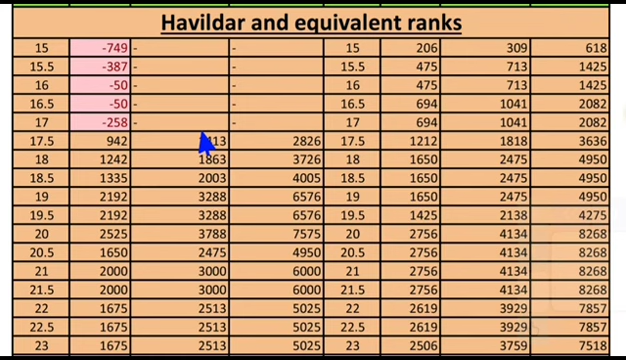 Havildar and equivalent ranks
15 -749 - - 15 206 309 618
15.5 -387 - - 15.5 475 713 1425
16 -50 - - 16 475 713 1425
16.5 -50 - - 16.5 694 1041 2082
17 -258 - - 17 694 1041 2082
17.5 942 2826 17.5 1212 1818 3636
18 1242 1863 3726 18 1650 2475 4950
18.5 1335 2003 4005 18.5 1650 2475 4950
19 2192 3288 6576 19 1650 2475 4950
19.5 2192 3288 6576 19.5 1425 2138 4275
20 2525 3788 7575 20 2756 4134 8268
20.5 1650 2475 4950 20.5 2756 4134 8268
21 2000 3000 6000 21 2756 4134 8268
21.5 2000 3000 6000 21.5 2756 4134 8268
22 1675 2513 5025 22 2619 3929 7857
22.5 1675 2513 5025 22.5 2619 3929 7857
23 1675 2513 5025 23 2506 3759 7518